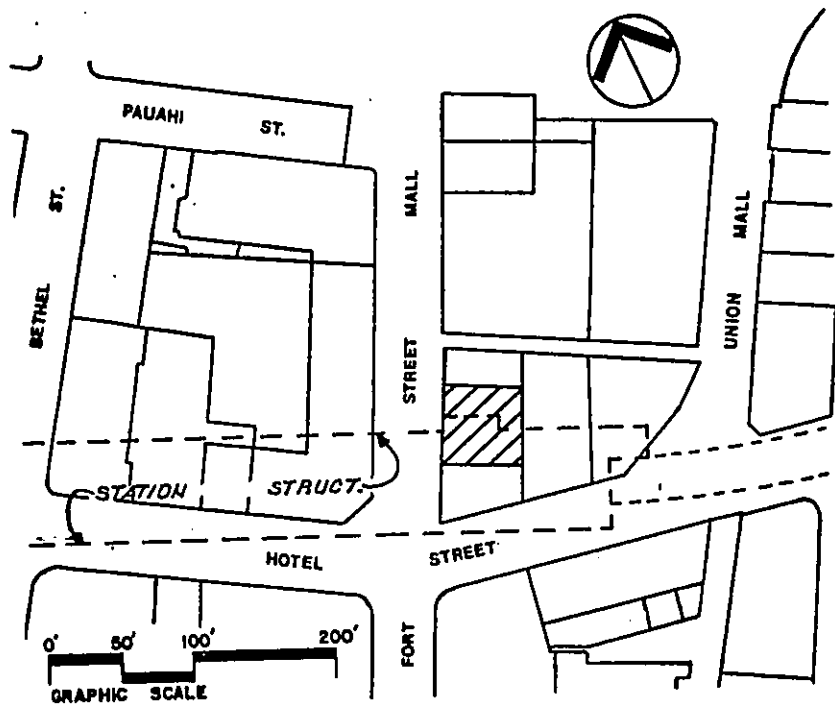 PAUAHI ST.
ST.
BETHEL
MALL
STREET
MALL
UNION
STATION STRUCT.
HOTEL STREET
FORT
0' 50' 100' 200'
GRAPHIC SCALE